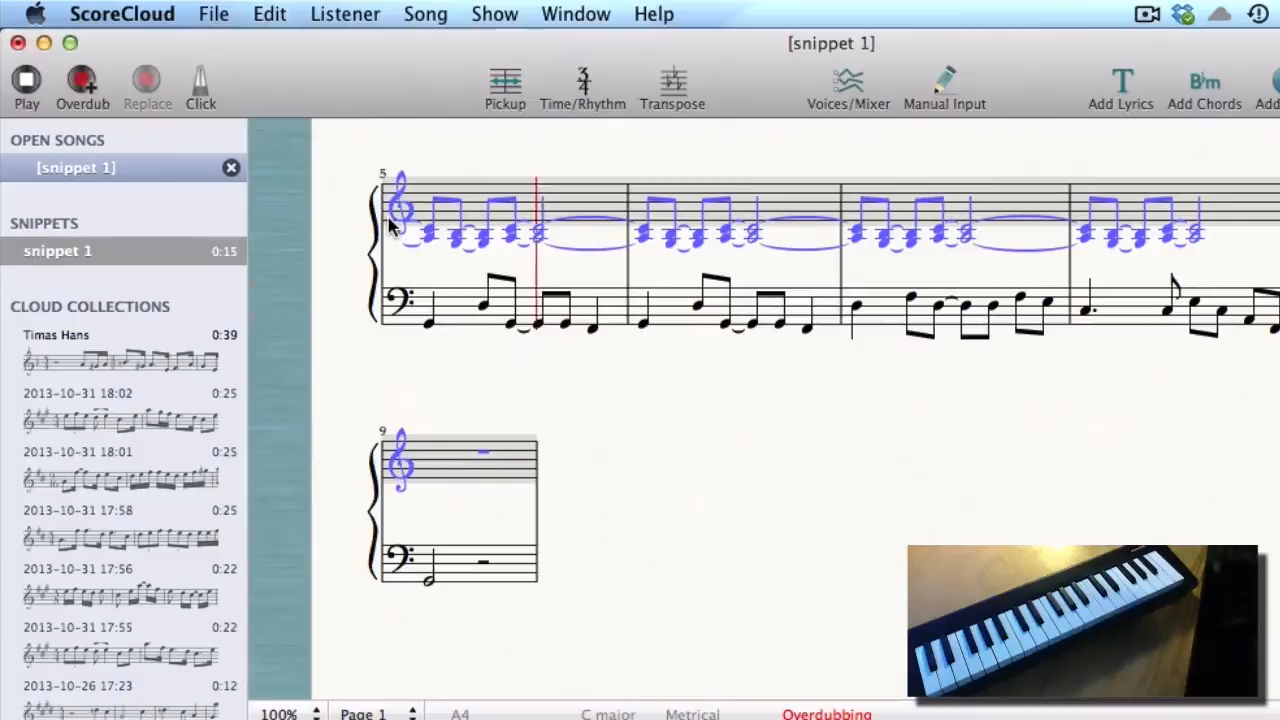 ScoreCloud File Edit Listener Song Show Window Help
[snippet 1]
Play Overdub Replace Click Pickup 3/4 Time/Rhythm Transpose Voices/Mixer Manual Input T Add Lyrics B♭m Add Chords Add
OPEN SONGS
[snippet 1]
SNIPPETS
snippet 1 0:15
CLOUD COLLECTIONS
Timas Hans 0:39
2013-10-31 18:02 0:25
2013-10-31 18:01 0:25
2013-10-31 17:58 0:25
2013-10-31 17:56 0:22
2013-10-31 17:55 0:22
2013-10-26 17:23 0:12
5
9
100% Page 1 A4 C major Metrical Overdubbing